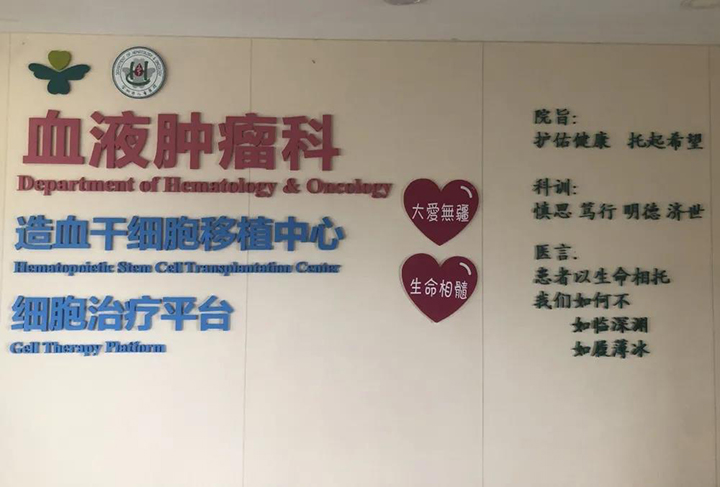 血液肿瘤科
Department of Hematology & Oncology
造血干细胞移植中心
Hematopoietic Stem Cell Transplantation Center
细胞治疗平台
Cell Therapy Platform
大愛無疆
生命相髓
院旨:
护佑健康 托起希望
科训:
慎思 笃行 明德 济世
医言:
患者以生命相托
我们如何不
如临深渊
如履薄冰